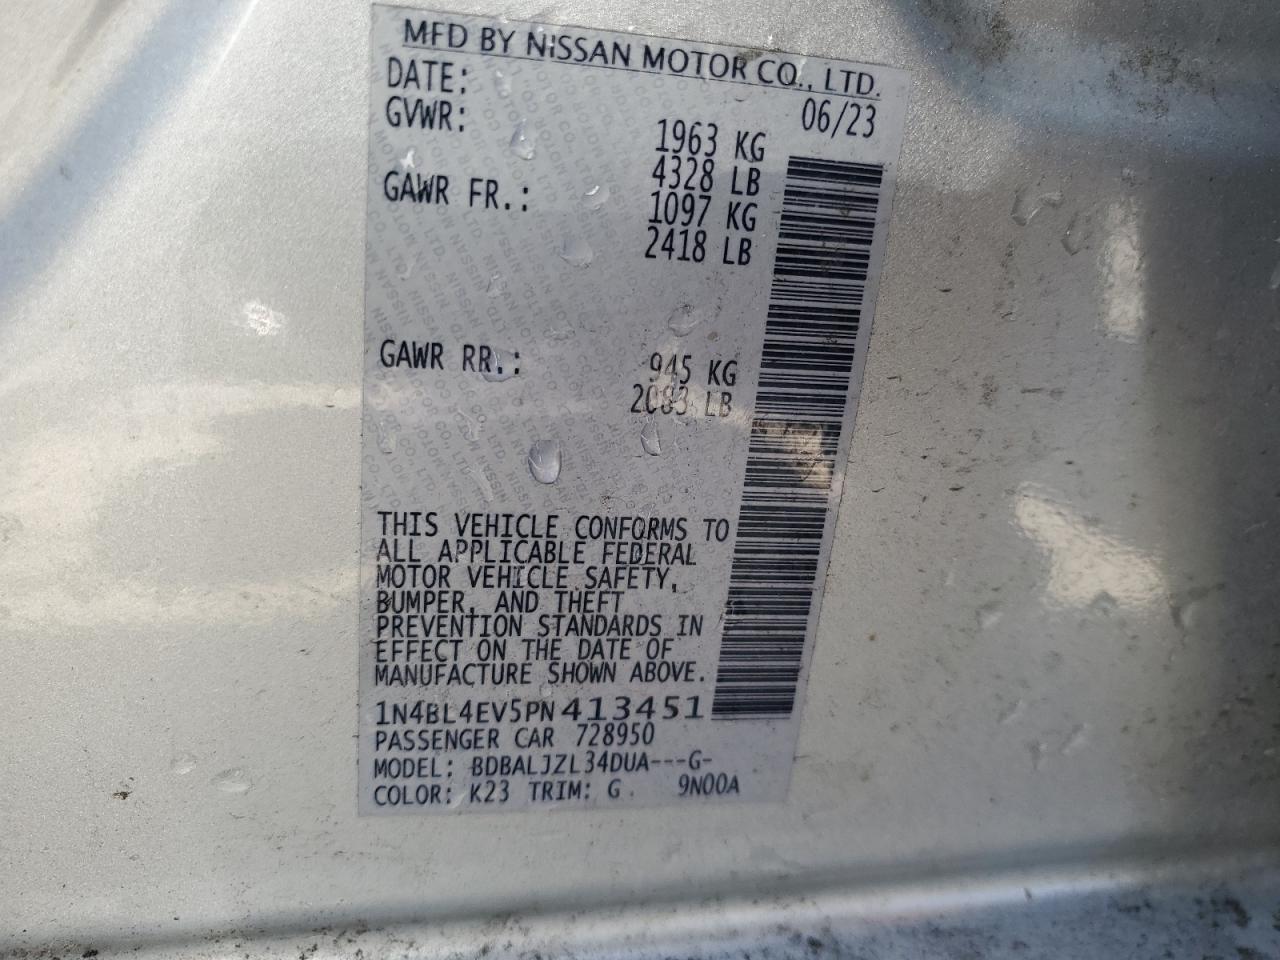 MFD BY NISSAN MOTOR CO., LTD.
DATE: 06/23
GVWR: 1963 KG
4328 LB
GAWR FR.: 1097 KG
2418 LB
GAWR RR.: 945 KG
2083 LB
THIS VEHICLE CONFORMS TO
ALL APPLICABLE FEDERAL
MOTOR VEHICLE SAFETY,
BUMPER, AND THEFT
PREVENTION STANDARDS IN
EFFECT ON THE DATE OF
MANUFACTURE SHOWN ABOVE.
1N4BL4EV5PN413451
PASSENGER CAR 728950
MODEL: BDBALJZL34DUA---G-
COLOR: K23 TRIM: G 9N00A